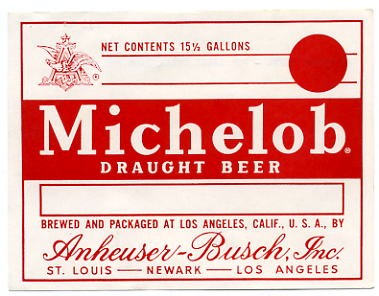 NET CONTENTS 15½ GALLONS
Michelob®
DRAUGHT BEER
BREWED AND PACKAGED AT LOS ANGELES, CALIF., U. S. A., BY
Anheuser-Busch, Inc.
ST. LOUIS — NEWARK — LOS ANGELES